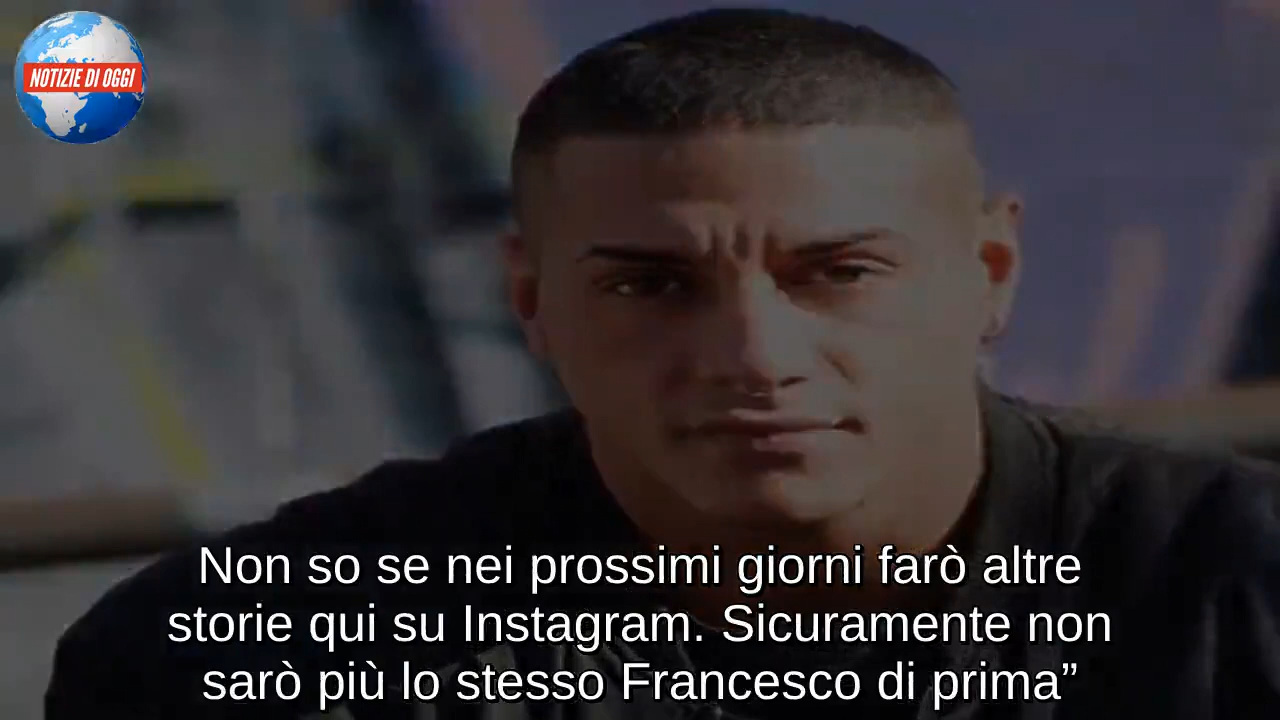 NOTIZIE DI OGGI
Non so se nei prossimi giorni farò altre
storie qui su Instagram. Sicuramente non
sarò più lo stesso Francesco di prima”